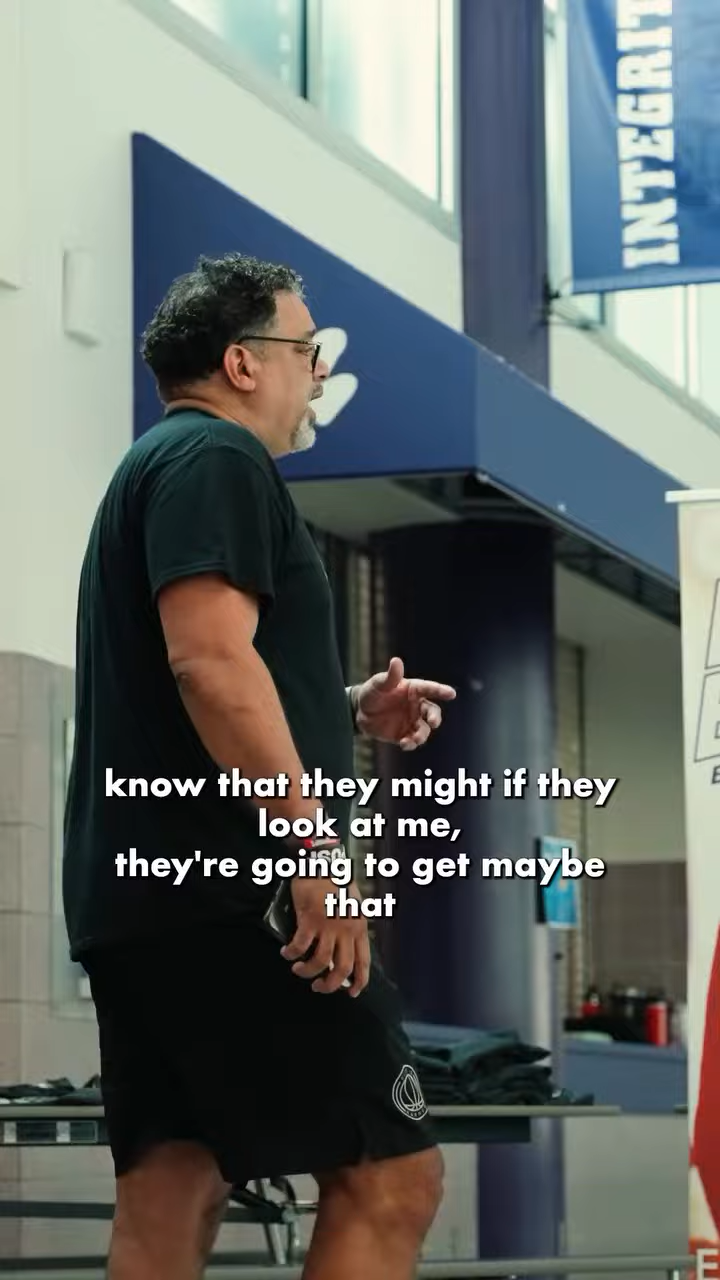 INTEGRIT
know that they might if they
look at me,
they're going to get maybe
that